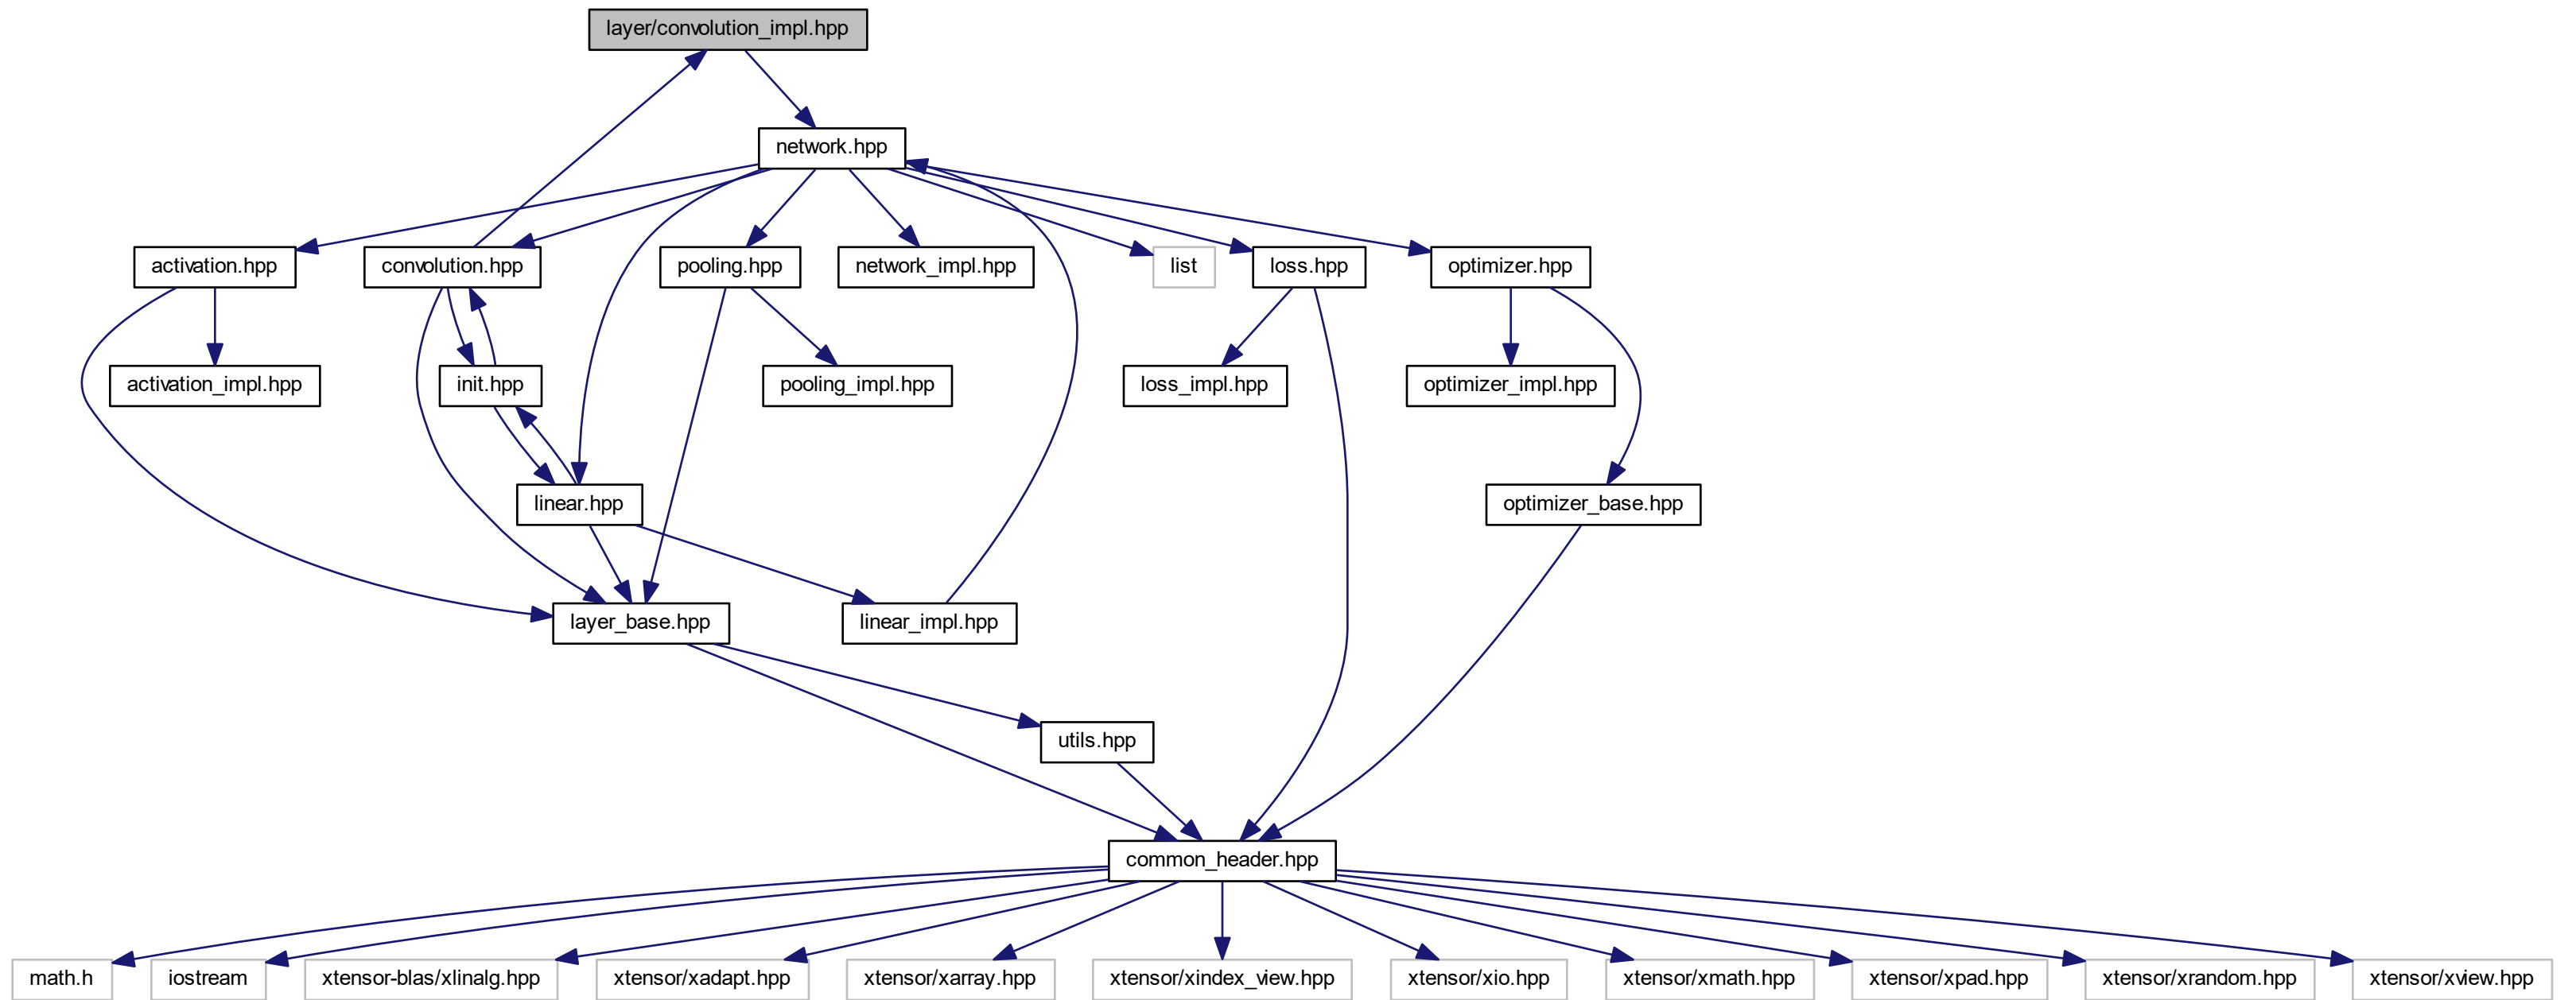 layer/convolution_impl.hpp
network.hpp
activation.hpp
convolution.hpp
pooling.hpp
network_impl.hpp
list
loss.hpp
optimizer.hpp
activation_impl.hpp
init.hpp
pooling_impl.hpp
loss_impl.hpp
optimizer_impl.hpp
linear.hpp
optimizer_base.hpp
layer_base.hpp
linear_impl.hpp
utils.hpp
common_header.hpp
math.h
iostream
xtensor-blas/xlinalg.hpp
xtensor/xadapt.hpp
xtensor/xarray.hpp
xtensor/xindex_view.hpp
xtensor/xio.hpp
xtensor/xmath.hpp
xtensor/xpad.hpp
xtensor/xrandom.hpp
xtensor/xview.hpp